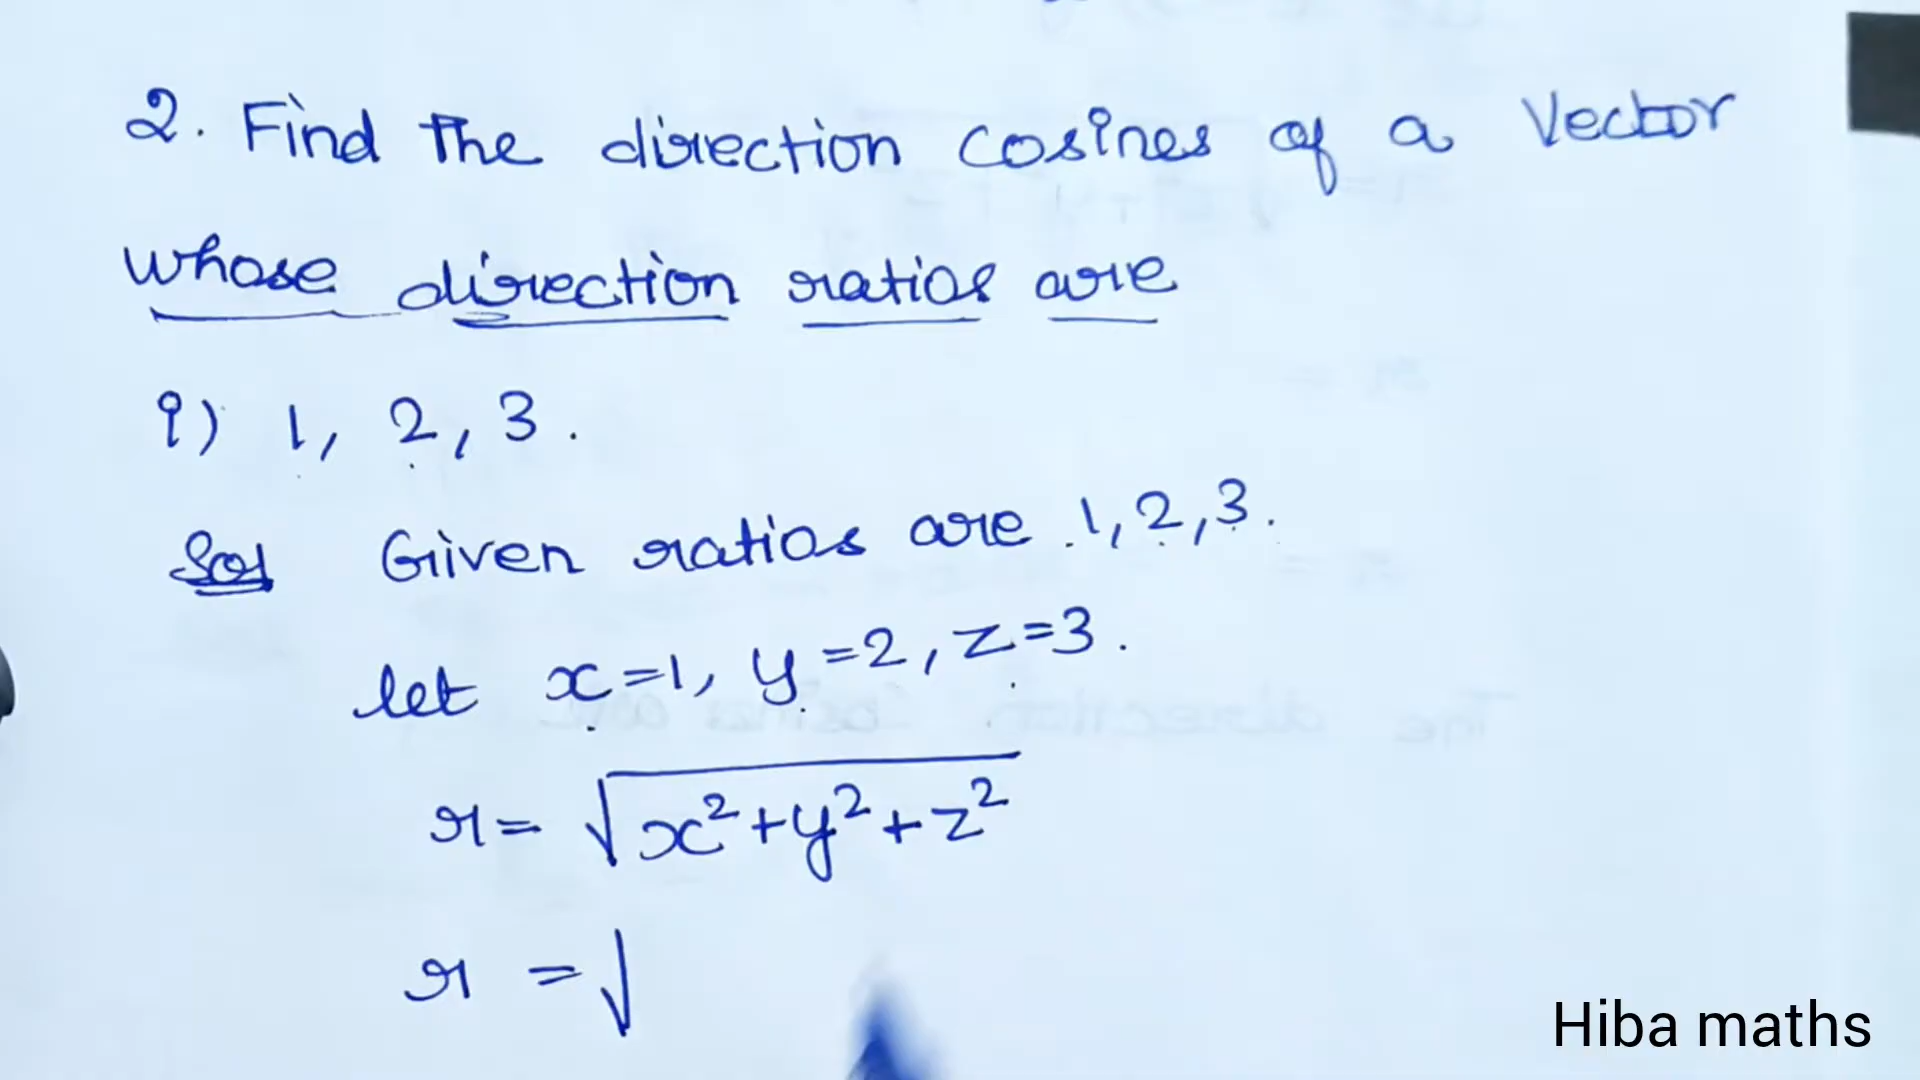 2. Find The direction cosines of a Vector
whose direction ratios are
i) 1, 2, 3.
Sol Given ratios are 1, 2, 3.
let x=1, y=2, z=3.
r = √x²+y²+z²
r = √
Hiba maths